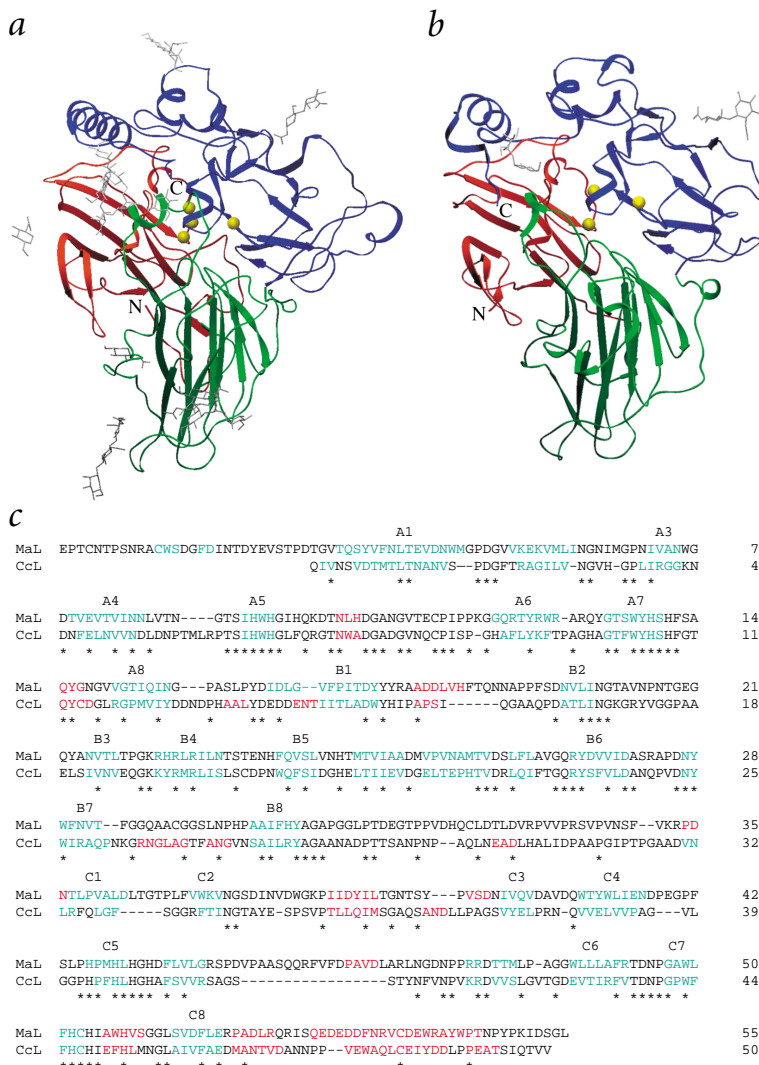 a
b
C
N
C
N
c
A1 A3
MaL EPTCNTPSNRACWSDGFDINTDYEVSTPDTGVTQSYVFNLTEVDNWMGPDGVVKEKVMLINGNIMGPNIVANWG 7
CcL QIVNSVDTMTLTNANVS--PDGFTRAGILV-NGVH-GPLIRGGKN 4
* ** *** ** ** *
A4 A5 A6 A7
MaL DTVEVTVINNLVTN----GTSIHWHGIHQKDTNLHDGANGVTECPIPPKGGQRTYRWR-ARQYGTSWYHSHFSA 14
CcL DNFELNVVNDLDNPTMLRPTSIHWHGLFQRGTNWADGADGVNQCPISP-GHAFLYKFTPAGHAGTFWYHSHFGT 11
A8 B1 B2
MaL QYGNGVVGTIQING---PASLPYDIDLG--VFPITDYYYRAADDLVHFTQNNAPPFSDNVLINGTAVNPNTGEG 21
CcL QYCDGLRGPMVIYDDNDPHAALYDEDDENTIITLADWYHIPAPSI------QGAAQPDATLINGKGRYVGGPAA 18
B3 B4 B5 B6
MaL QYANVTLTPGKRHRLRILNTSTENHFQVSLVNHTMTVIAADMVPVNAMTVDSLFLAVGQRYDVVIDASRAPDNY 28
CcL ELSIVNVEQGKKYRMRLISLSCDPNWQFSIDGHELTIIEVDGELTEPHTVDRLQIFTGQRYSFVLDANQPVDNY 25
B7 B8
MaL WFNVT--FGGQAACGGSLNPHPAAIFHYAGAPGGLPTDEGTPPVDHQCLDTLDVRPVVPRSVPVNSF--VKRPD 35
CcL WIRAQPNKGRNGLAGTFANGVNSAILRYAGAANADPTTSANPNP-AQLNEADLHALIDPAAPGIPTPGAADVN 32
C1 C2 C3 C4
MaL NTLPVALDLTGTPLFVWKVNGSDINVDWGKPIIDYILTGNTSY--PVSDNIVQVDAVDQWTYWLIENDPEGPF 42
CcL LRFQLGF-----SGGRFTINGTAYE-SPSVPTLLQIMSGAQSANDLLPAGSVYELPRNQ-VVELVVPAG---VL 39
C5 C6 C7
MaL SLPHPMHLHGHDFLVLGRSPDVPAASQQRFVFDPAVDLARLNGDNPPRRDTTMLP-AGGWLLLAFRTDNPGAWL 50
CcL GGPHPFHLHGHAFSVVRSAGS------------STYNFVNPVKRDVVSLGVTGDEVTIRFVTDNPGPWF 44
C8
MaL FHCHIAWHVSGGLSVDFLERPADLRQRISQEDEDDFNRVCDEWRAYWPTNPYPKIDSGL 55
CcL FHCHIEFHLMNGLAIVFAEDMANTVDANNPP--VEWAQLCEIYDDLPPEATSIQTVV 50